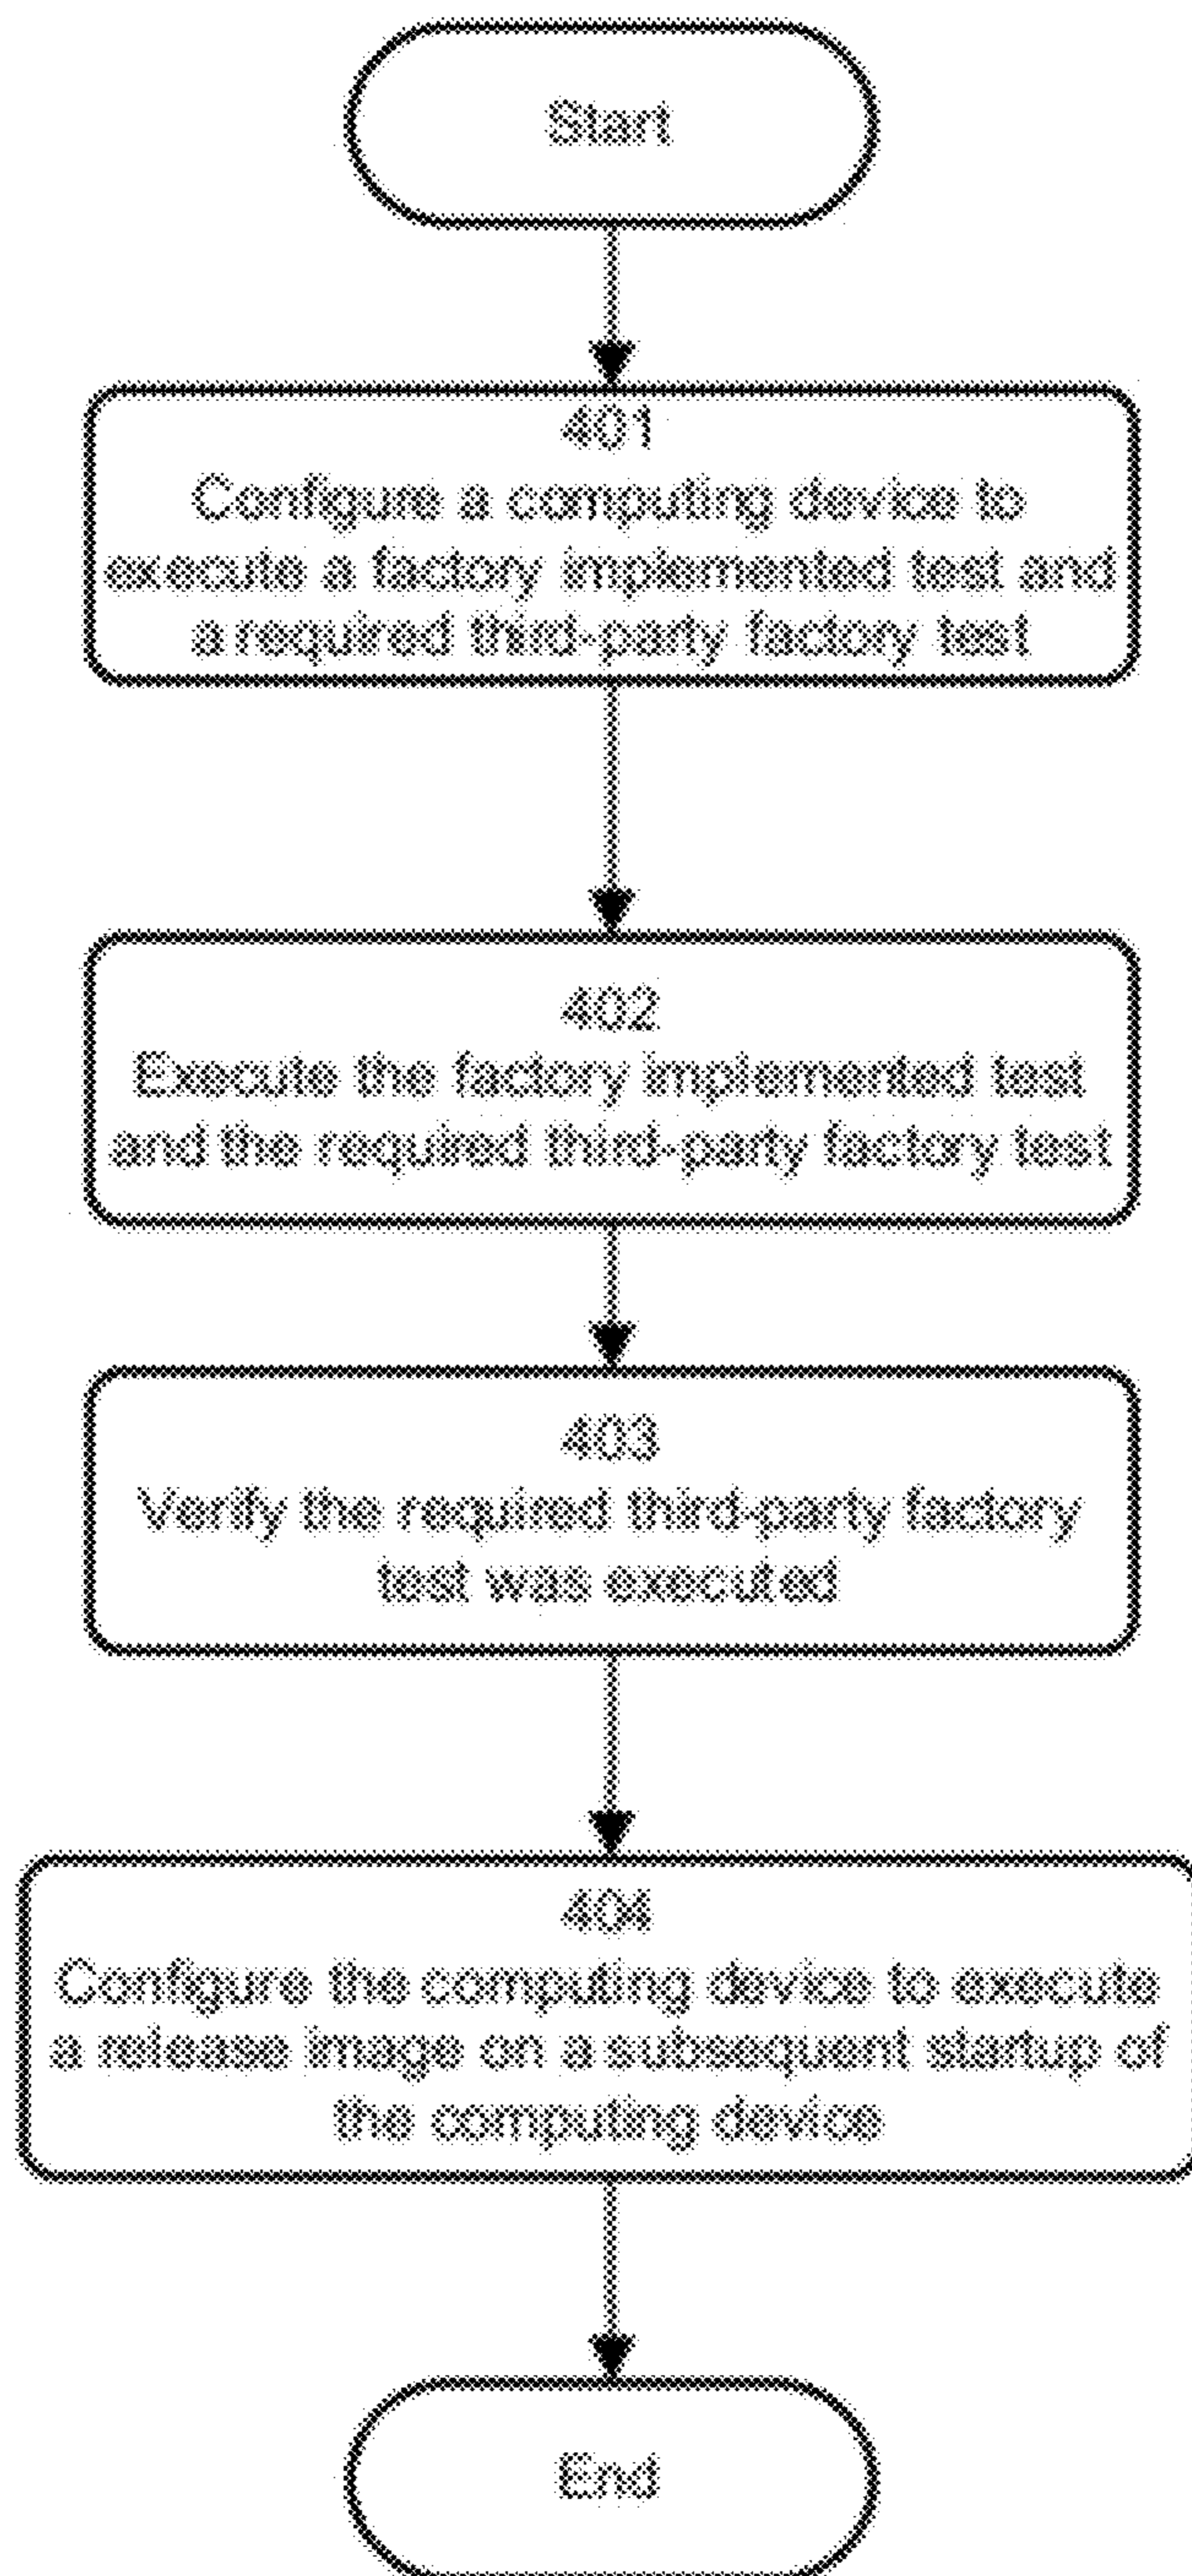 Start
401
Configure a computing device to
execute a factory implemented test and
a required third-party factory test
402
Execute the factory implemented test
and the required third-party factory test
403
Verify the required third-party factory
test was executed
404
Configure the computing device to execute
a release image on a subsequent startup of
the computing device
End